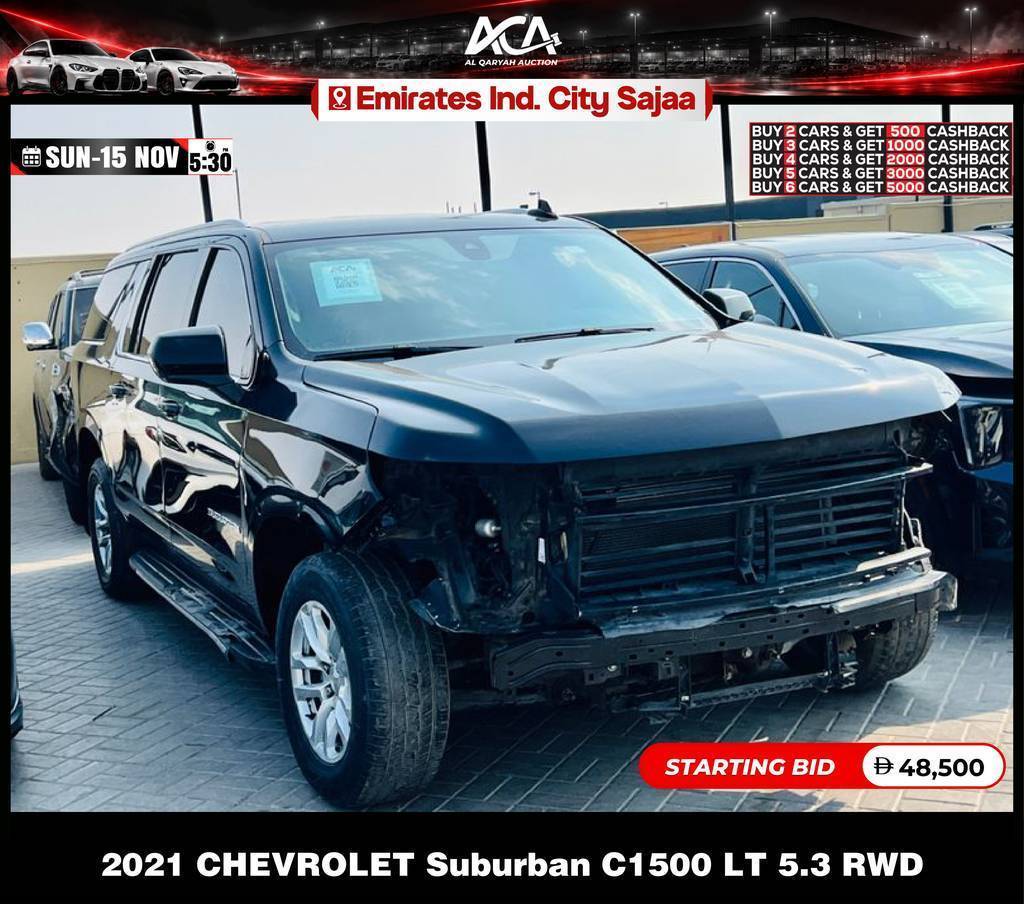 ACA
AL QARYAH AUCTION
Emirates Ind. City Sajaa
SUN-15 NOV 5:30 PM
BUY 2 CARS & GET 500 CASHBACK
BUY 3 CARS & GET 1000 CASHBACK
BUY 4 CARS & GET 2000 CASHBACK
BUY 5 CARS & GET 3000 CASHBACK
BUY 6 CARS & GET 5000 CASHBACK
ACA
STARTING BID 48,500
2021 CHEVROLET Suburban C1500 LT 5.3 RWD